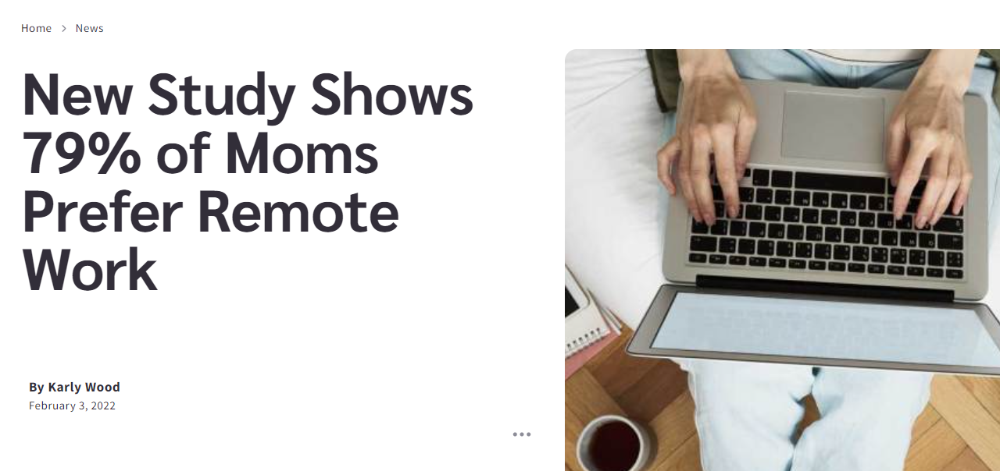 Home > News
New Study Shows
79% of Moms
Prefer Remote
Work
By Karly Wood
February 3, 2022